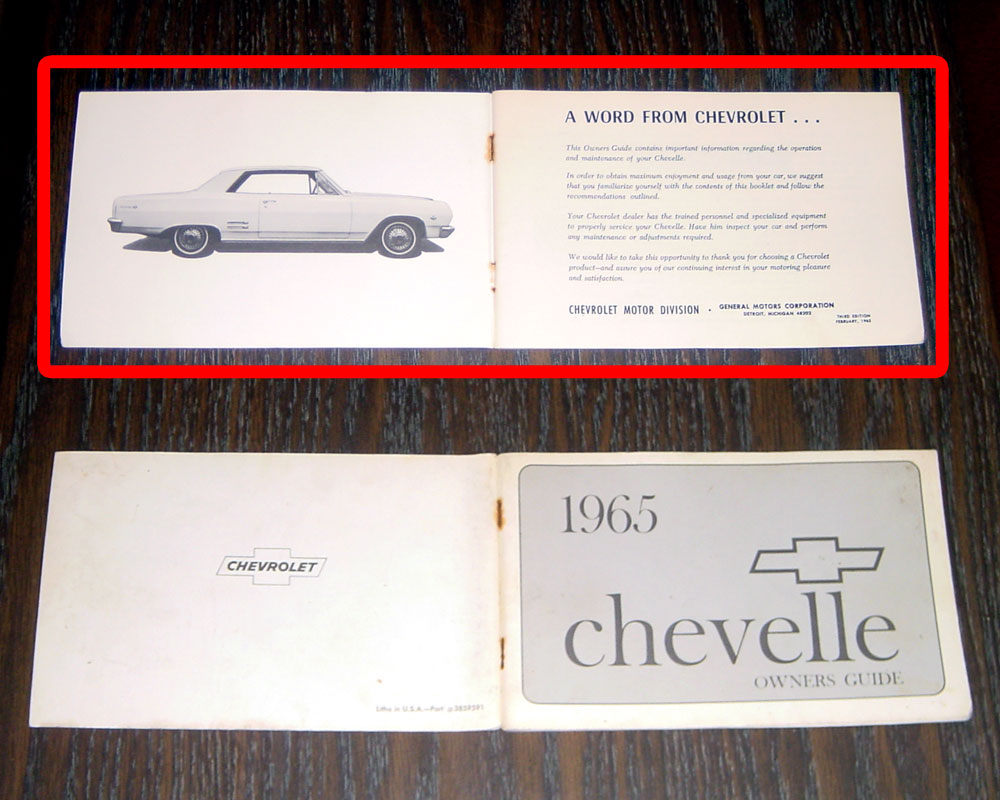 A WORD FROM CHEVROLET . . .
This Owners Guide contains important information regarding the operation
and maintenance of your Chevelle.
In order to obtain maximum enjoyment and usage from your car, we suggest
that you familiarize yourself with the contents of this booklet and follow the
recommendations outlined.
Your Chevrolet dealer has the trained personnel and specialized equipment
to properly service your Chevelle. Have him inspect your car and perform
any maintenance or adjustments required.
We would like to take this opportunity to thank you for choosing a Chevrolet
product—and assure you of our continuing interest in your motoring pleasure
and satisfaction.
CHEVROLET MOTOR DIVISION • GENERAL MOTORS CORPORATION
DETROIT, MICHIGAN 48202
THIRD EDITION
FEBRUARY, 1965
CHEVROLET
Litho in U.S.A.—Part
1965
chevelle
OWNERS GUIDE